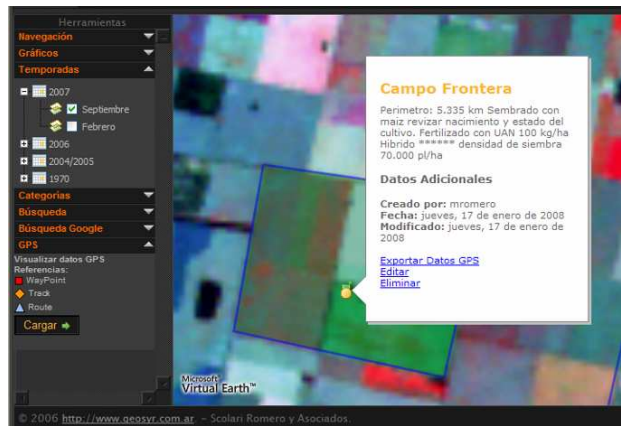 Herramientas
Navegación
Gráficos
Temporadas
2007
Septiembre
Febrero
2006
2004/2005
1970
Categorías
Búsqueda
Búsqueda Google
GPS
Visualizar datos GPS
Referencias:
WayPoint
Track
Route
Cargar
Campo Frontera
Perimetro: 5.335 km Sembrado con
maiz revizar nacimiento y estado del
cultivo. Fertilizado con UAN 100 kg/ha
Hibrido ****** densidad de siembra
70.000 pl/ha
Datos Adicionales
Creado por: mromero
Fecha: jueves, 17 de enero de 2008
Modificado: jueves, 17 de enero de
2008
Exportar Datos GPS
Editar
Eliminar
Microsoft
Virtual Earth™
© 2006 http://www.geosyr.com.ar. – Scolari Romero y Asociados.